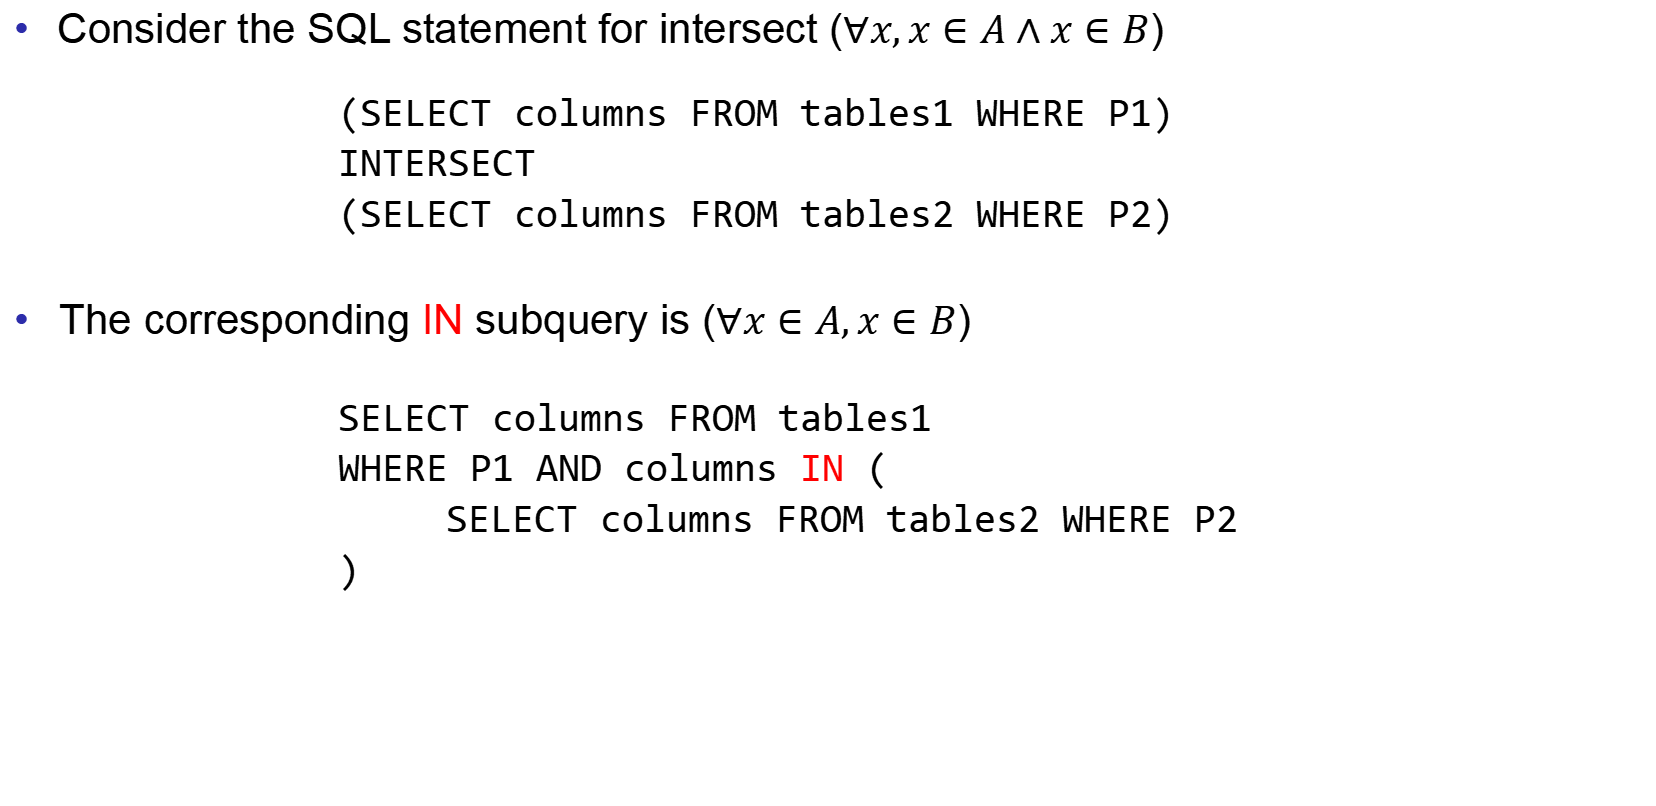 • Consider the SQL statement for intersect (∀x, x ∈ A ∧ x ∈ B)
(SELECT columns FROM tables1 WHERE P1)
INTERSECT
(SELECT columns FROM tables2 WHERE P2)
• The corresponding IN subquery is (∀x ∈ A, x ∈ B)
SELECT columns FROM tables1
WHERE P1 AND columns IN (
SELECT columns FROM tables2 WHERE P2
)